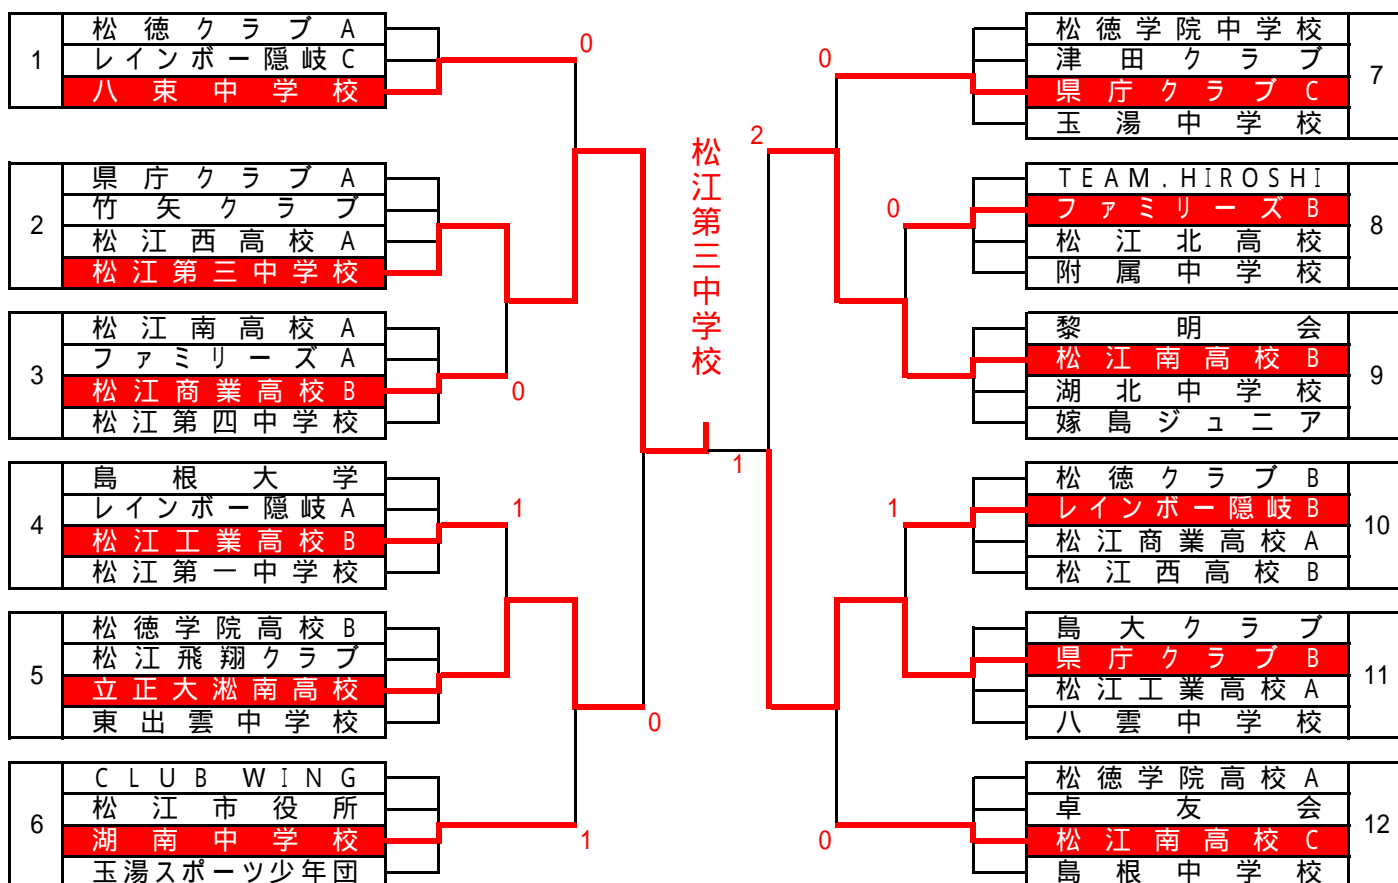 1
松徳クラブA
レインボー隠岐C
八束中学校
2
県庁クラブA
竹矢クラブ
松江西高校A
松江第三中学校
3
松江南高校A
ファミリーズA
松江商業高校B
松江第四中学校
4
島根大学
レインボー隠岐A
松江工業高校B
松江第一中学校
5
松徳学院高校B
松江飛翔クラブ
立正大淞南高校
東出雲中学校
6
CLUB WING
松江市役所
湖南中学校
玉湯スポーツ少年団
0
0
1
0
1
松江第三中学校
1
2
0
0
1
0
松徳学院中学校
津田クラブ
県庁クラブC
玉湯中学校
7
TEAM.HIROSHI
ファミリーズB
松江北高校
附属中学校
8
黎明会
松江南高校B
湖北中学校
嫁島ジュニア
9
松徳クラブB
レインボー隠岐B
松江商業高校A
松江西高校B
10
島大クラブ
県庁クラブB
松江工業高校A
八雲中学校
11
松徳学院高校A
卓友会
松江南高校C
島根中学校
12